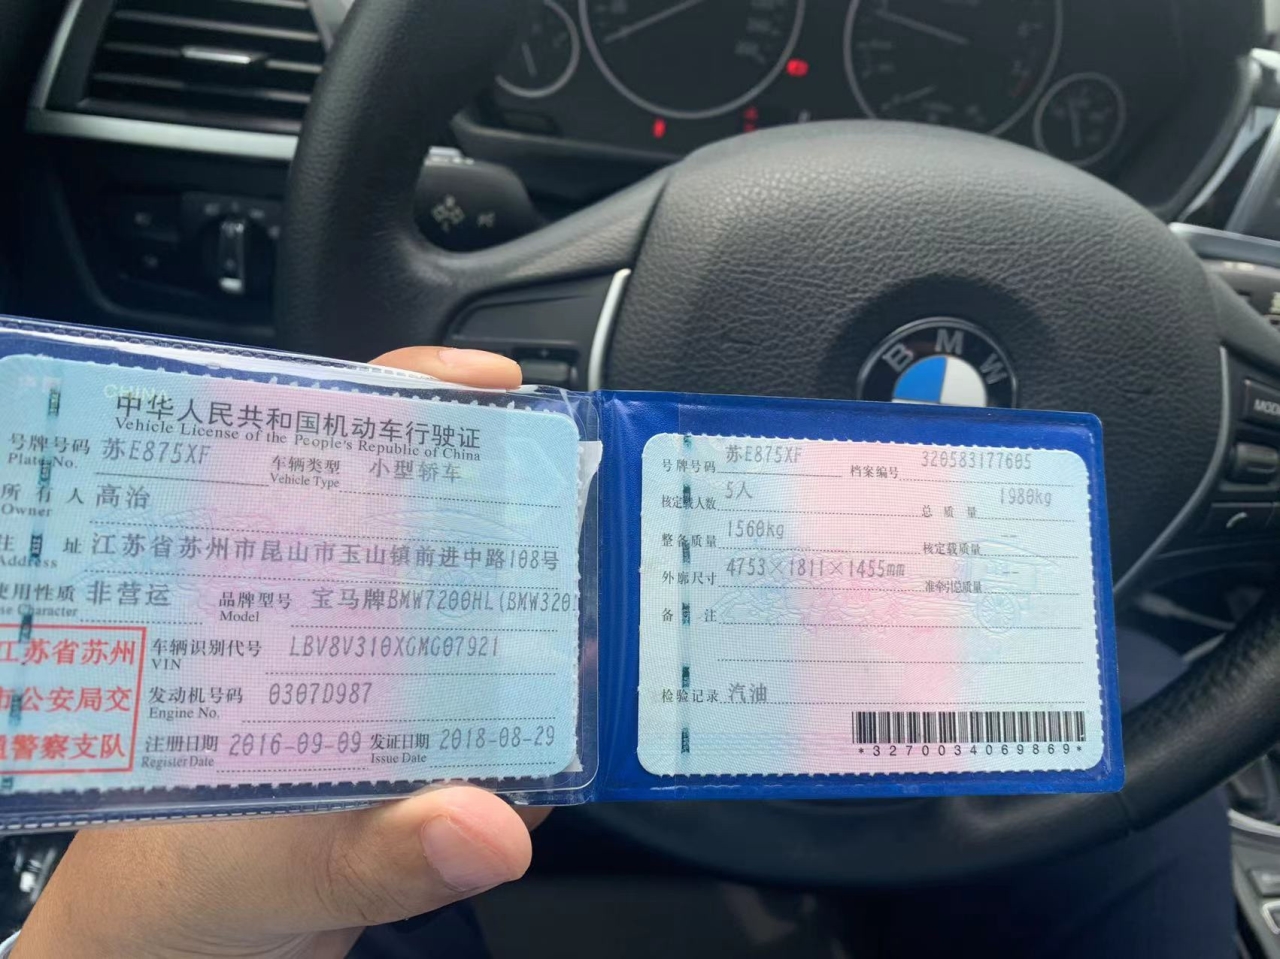 CHINA
中华人民共和国机动车行驶证
Vehicle License of the People's Republic of China
号牌号码 苏E875XF 车辆类型 小型轿车
Plate No. Vehicle Type
所有人 高治
Owner
住址 江苏省苏州市昆山市玉山镇前进中路108号
Address
使用性质 非营运 品牌型号 宝马牌BMW7200HL(BMW320
Use Character Model
江苏省苏州
市公安局交
通警察支队
车辆识别代号 LBV8V310XGMG07921
VIN
发动机号码 0307D987
Engine No.
注册日期 2016-09-09 发证日期 2018-08-29
Register Date Issue Date
号牌号码 苏E875XF 档案编号 320583177605
核定载人数 5人 总质量 1980kg
整备质量 1560kg 核定载质量 --
外廓尺寸 4753×1811×1455mm 准牵引总质量 --
备注
检验记录 汽油
*3270034069869*
BMW